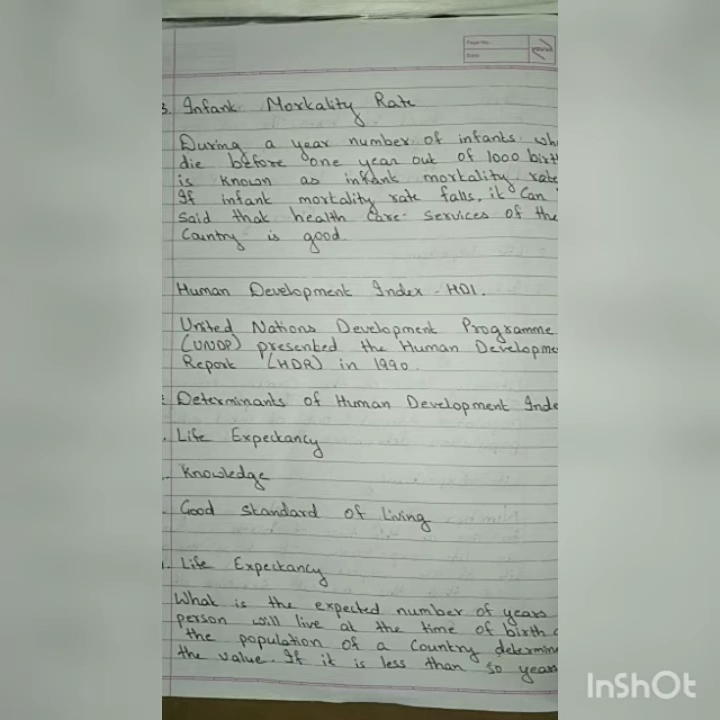 Page No.
Date
3. Infant Mortality Rate
During a year number of infants wh
die before one year out of 1000 birt
is known as infant mortality rate
If infant mortality rate falls, it can
said that health care services of the
Country is good
Human Development Index - HDI.
United Nations Development Programme
(UNDP) presented the Human Developme
Report (HDR) in 1990.
Determinants of Human Development Inde
Life Expectancy
Knowledge
Good standard of Living
Life Expectancy
What is the expected number of years
person will live at the time of birth
the population of a Country determin
the value. If it is less than 50 years
InShOt